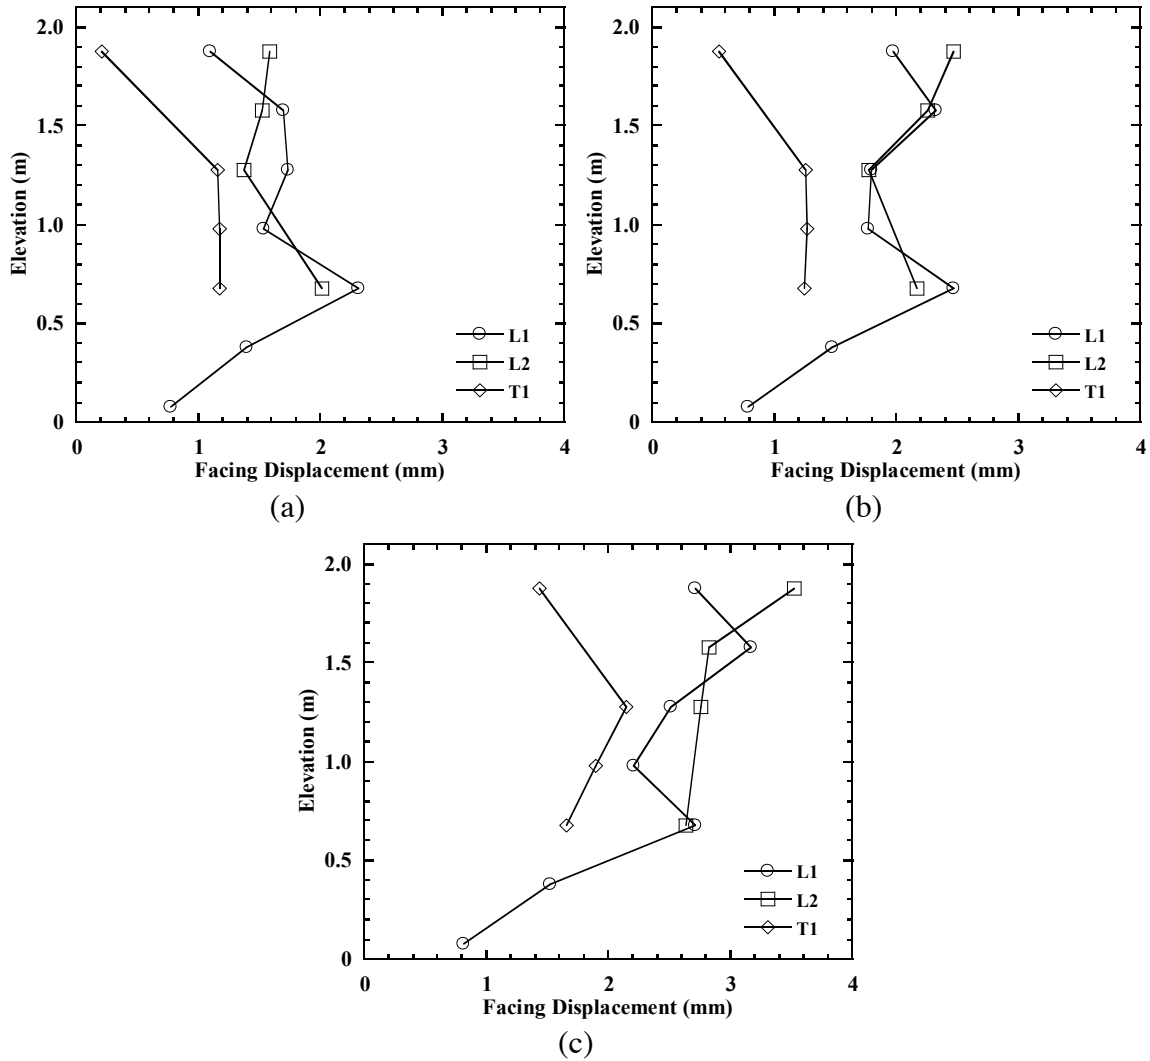 2.0
1.5
1.0
0.5
0
Elevation (m)
0 1 2 3 4
Facing Displacement (mm)
L1
L2
T1
(a)
2.0
1.5
1.0
0.5
0
Elevation (m)
0 1 2 3 4
Facing Displacement (mm)
L1
L2
T1
(b)
2.0
1.5
1.0
0.5
0
Elevation (m)
0 1 2 3 4
Facing Displacement (mm)
L1
L2
T1
(c)